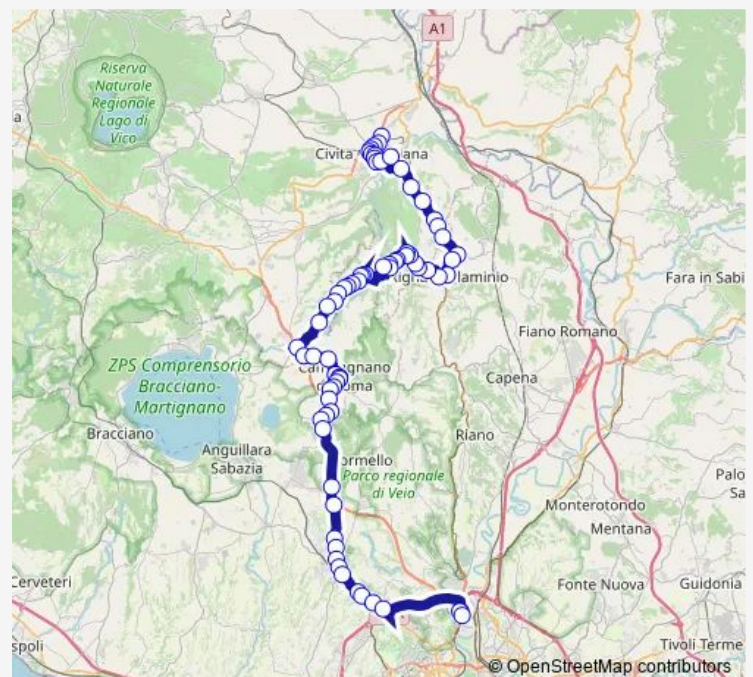 A1
Riserva
Naturale
Regionale
Lago di
Vico
Civita
ana
Flaminio
Fara in Sabi
Fiano Romano
ZPS Comprensorio
Bracciano-
Martignano
Capena
Bracciano
Anguillara
Sabazia
Riano
ormello
Parco regionale
di Veio
Monterotondo
Mentana
Palo
Sa
Cerveteri
Fonte Nuova
Guidonia
spoli
Tivoli Terme
© OpenStreetMap contributors